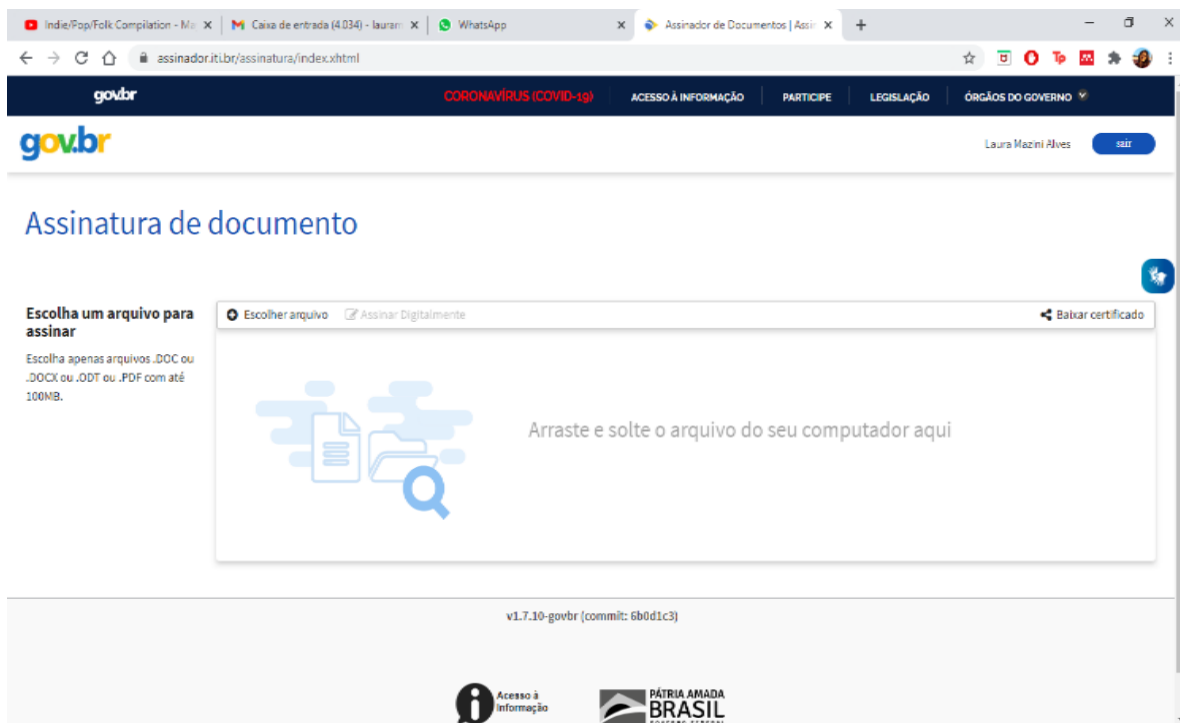 Indie/Pop/Folk Compilation - Ma
Caixa de entrada (4.034) - lauram
WhatsApp
Assinador de Documentos | Assin
assinador.iti.br/assinatura/index.xhtml
gov.br
CORONAVÍRUS (COVID-19)
ACESSO À INFORMAÇÃO
PARTICIPE
LEGISLAÇÃO
ÓRGÃOS DO GOVERNO
gov.br
Laura Mazini Alves
sair
Assinatura de documento
Escolha um arquivo para
assinar
Escolha apenas arquivos .DOC ou
.DOCX ou .ODT ou .PDF com até
100MB.
Escolher arquivo
Assinar Digitalmente
Baixar certificado
Arraste e solte o arquivo do seu computador aqui
v1.7.10-govbr (commit: 6b0d1c3)
Acesso à
Informação
PÁTRIA AMADA
BRASIL